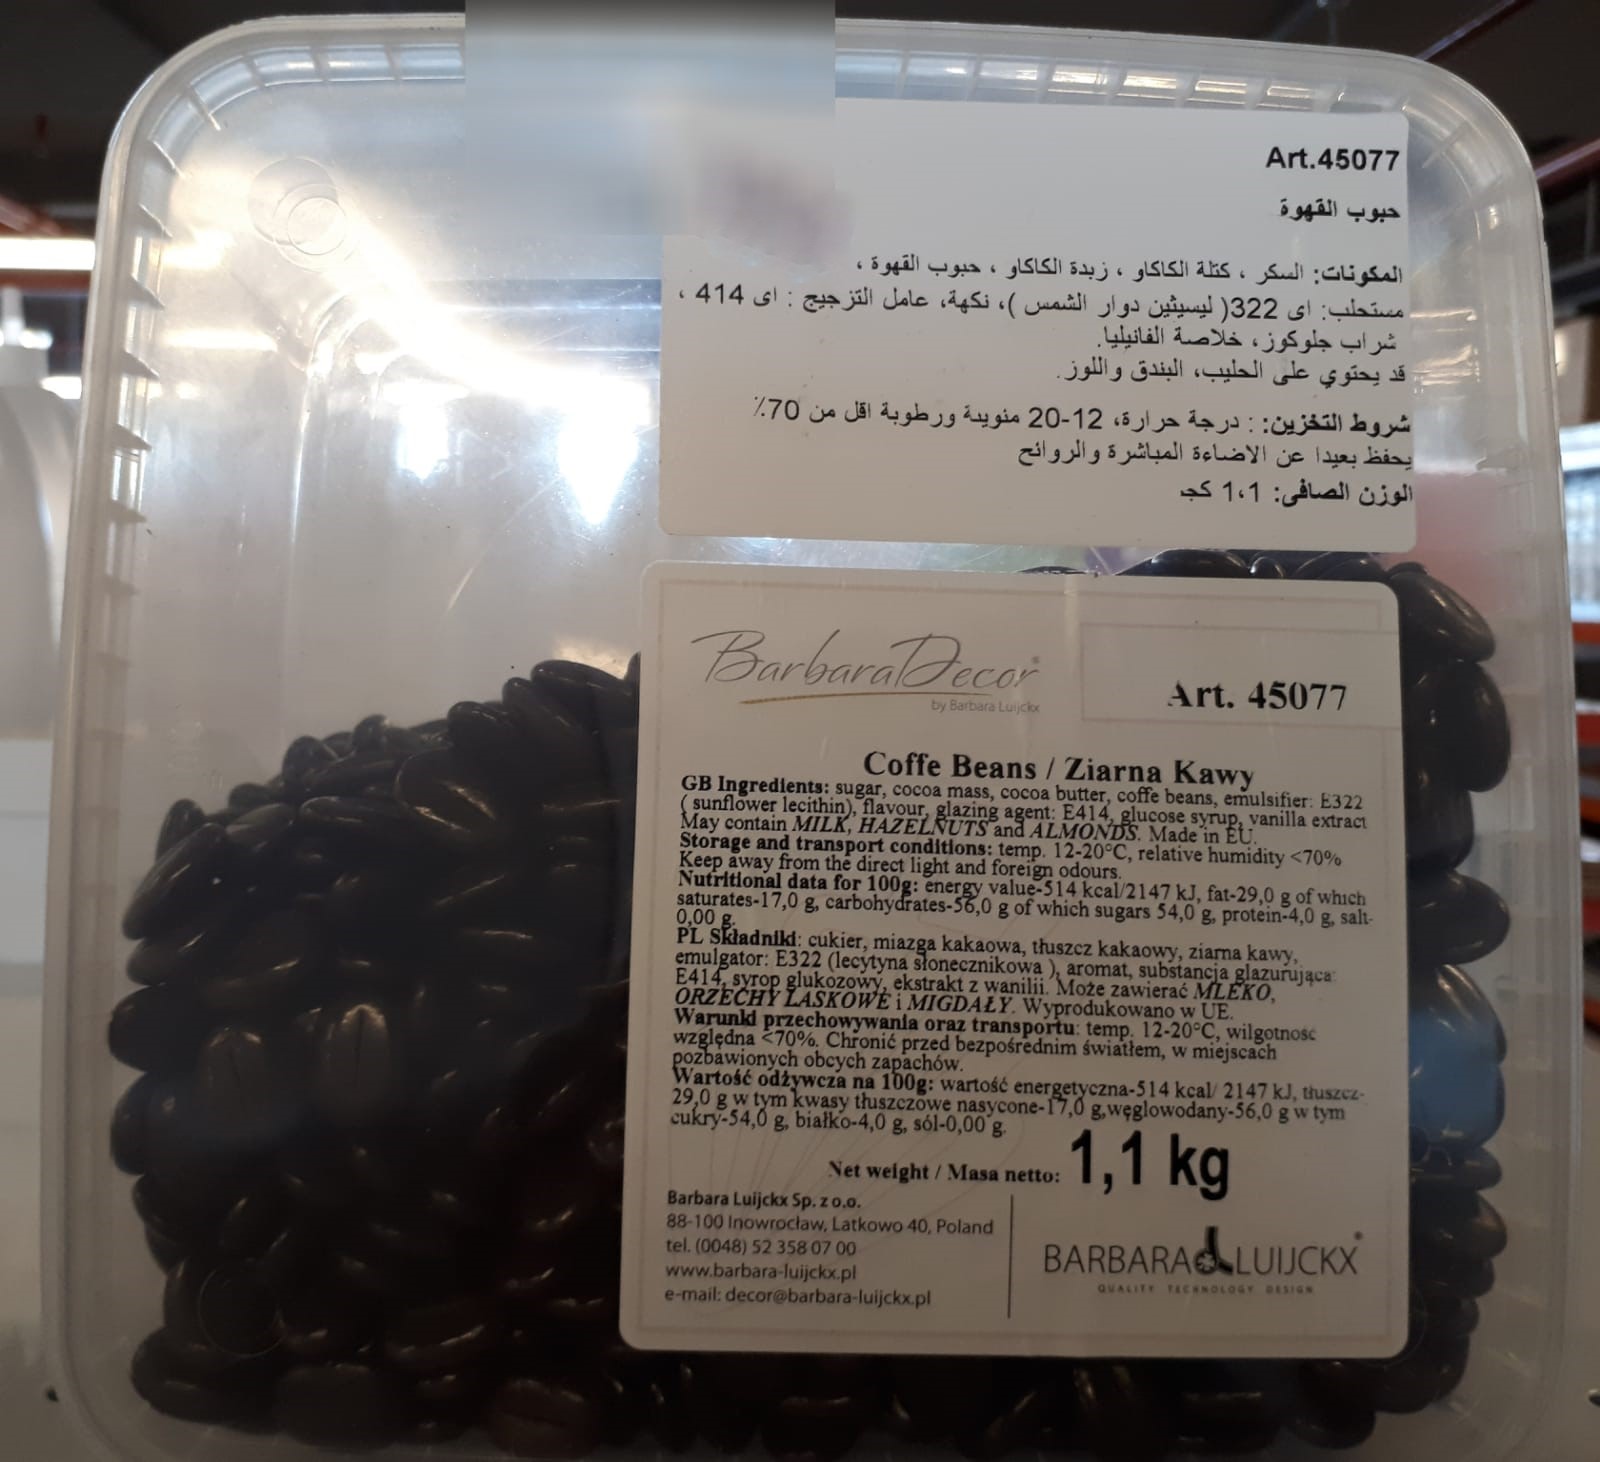 Art.45077
حبوب القهوة
المكونات: السكر ، كتلة الكاكاو ، زبدة الكاكاو ، حبوب القهوة ،
مستحلب: اى 322( ليسيثين دوار الشمس )، نكهة، عامل التزجيج : اى 414 ،
شراب جلوكوز، خلاصة الفانيليا.
قد يحتوي على الحليب، البندق واللوز.
شروط التخزين: : درجة حرارة، 12-20 مئويىة ورطوبة اقل من 70٪
يحفظ بعيدا عن الاضاءة المباشرة والروائح
الوزن الصافى: 1،1 كجـ
BarbaraDecor®
by Barbara Luijckx
Art. 45077
Coffe Beans / Ziarna Kawy
GB Ingredients: sugar, cocoa mass, cocoa butter, coffe beans, emulsifier: E322
( sunflower lecithin), flavour, glazing agent: E414, glucose syrup, vanilla extract
May contain MILK, HAZELNUTS and ALMONDS. Made in EU.
Storage and transport conditions: temp. 12-20°C, relative humidity <70%
Keep away from the direct light and foreign odours.
Nutritional data for 100g: energy value-514 kcal/2147 kJ, fat-29,0 g of which
saturates-17,0 g, carbohydrates-56,0 g of which sugars 54,0 g, protein-4,0 g, salt-
0,00 g.
PL Składniki: cukier, miazga kakaowa, tłuszcz kakaowy, ziarna kawy,
emulgator: E322 (lecytyna słonecznikowa ), aromat, substancja glazurująca:
E414, syrop glukozowy, ekstrakt z wanilii. Może zawierać MLEKO,
ORZECHY LASKOWE i MIGDAŁY. Wyprodukowano w UE.
Warunki przechowywania oraz transportu: temp. 12-20°C, wilgotność
względna <70%. Chronić przed bezpośrednim światłem, w miejscach
pozbawionych obcych zapachów.
Wartość odżywcza na 100g: wartość energetyczna-514 kcal/ 2147 kJ, tłuszcz-
29,0 g w tym kwasy tłuszczowe nasycone-17,0 g,węglowodany-56,0 g w tym
cukry-54,0 g, białko-4,0 g, sól-0,00 g.
Net weight / Masa netto: 1,1 kg
Barbara Luijckx Sp. z o.o.
88-100 Inowrocław, Latkowo 40, Poland
tel. (0048) 52 358 07 00
www.barbara-luijckx.pl
e-mail: decor@barbara-luijckx.pl
BARBARA LUIJCKX®
QUALITY TECHNOLOGY DESIGN